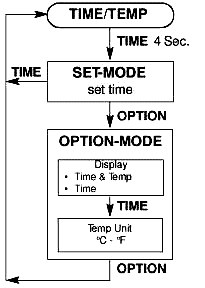 TIME/TEMP
TIME 4 Sec.
TIME
SET-MODE
set time
OPTION
OPTION-MODE
Display
• Time & Temp
• Time
TIME
Temp Unit
°C - °F
OPTION